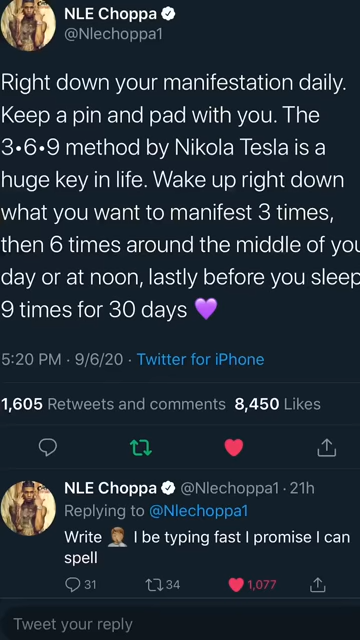 NLE Choppa
@Nlechoppa1
Right down your manifestation daily.
Keep a pin and pad with you. The
3•6•9 method by Nikola Tesla is a
huge key in life. Wake up right down
what you want to manifest 3 times,
then 6 times around the middle of you
day or at noon, lastly before you sleep
9 times for 30 days 💜
5:20 PM · 9/6/20 · Twitter for iPhone
1,605 Retweets and comments 8,450 Likes
NLE Choppa @Nlechoppa1 · 21h
Replying to @Nlechoppa1
Write 🤦🏽‍♂️ I be typing fast I promise I can
spell
31 34 1,077
Tweet your reply